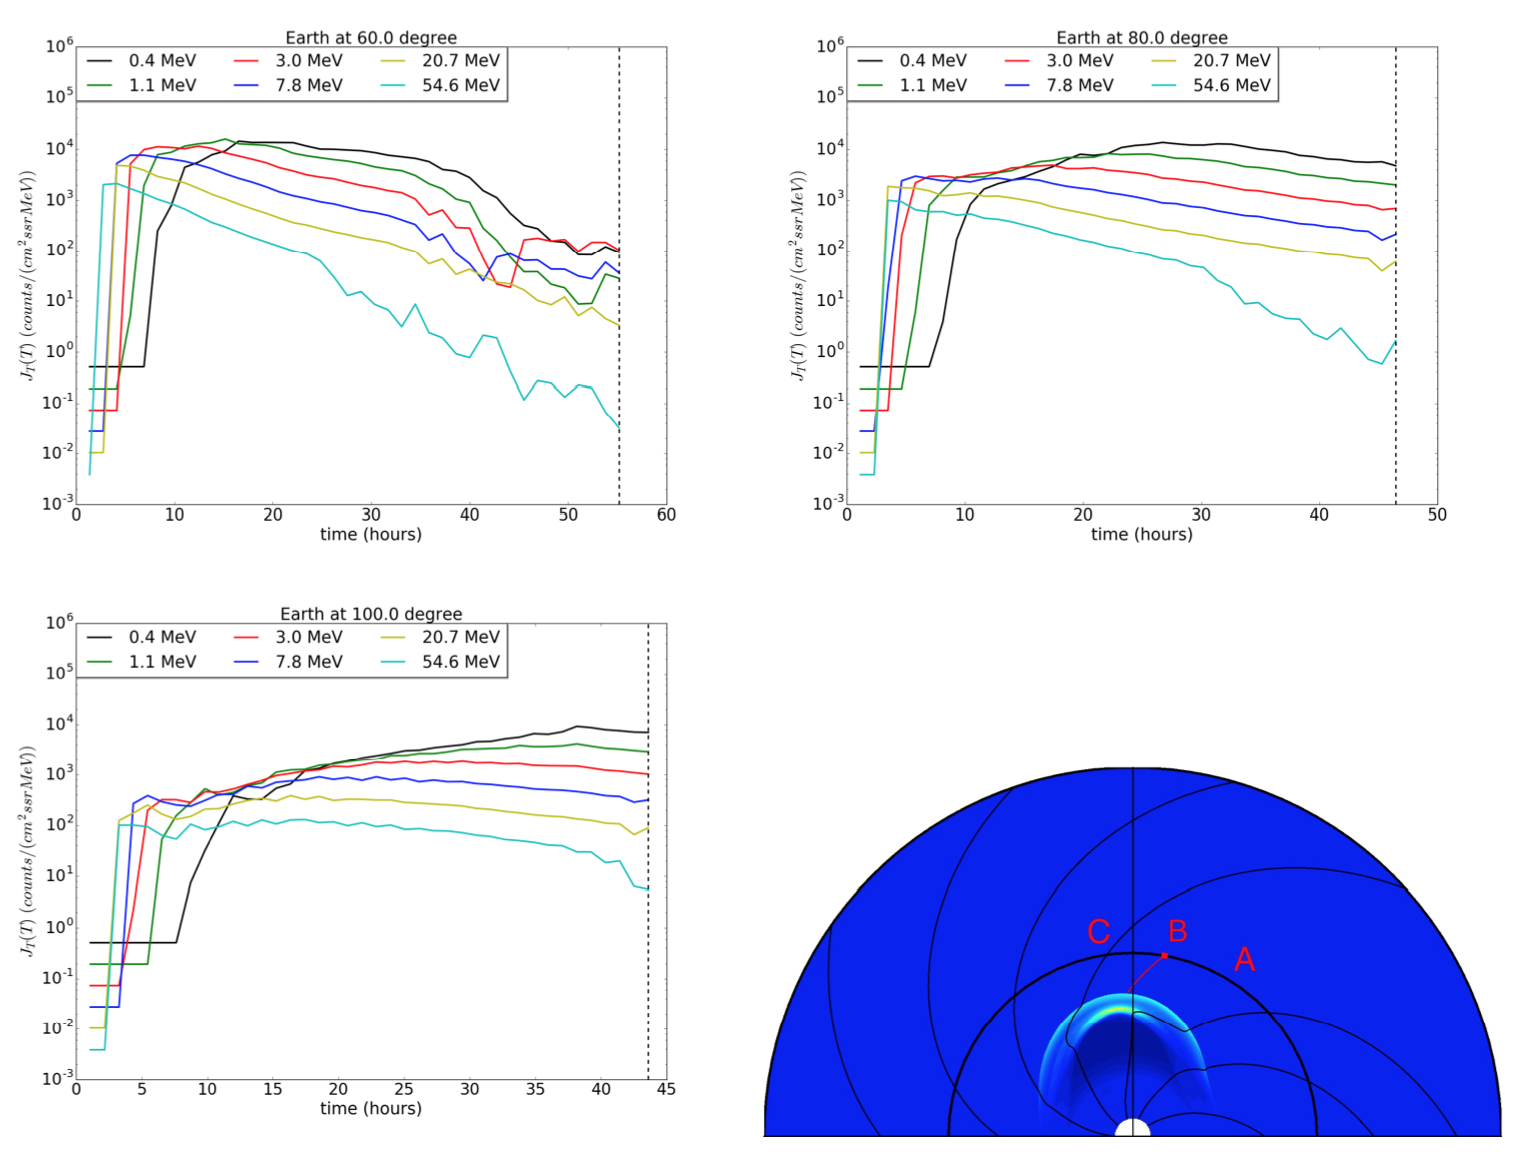 Earth at 60.0 degree
0.4 MeV 3.0 MeV 20.7 MeV
1.1 MeV 7.8 MeV 54.6 MeV
10^6
10^5
10^4
10^3
10^2
10^1
10^0
10^-1
10^-2
10^-3
J_T(T) (counts/(cm^2 s sr MeV))
0 10 20 30 40 50 60
time (hours)
Earth at 80.0 degree
0.4 MeV 3.0 MeV 20.7 MeV
1.1 MeV 7.8 MeV 54.6 MeV
10^6
10^5
10^4
10^3
10^2
10^1
10^0
10^-1
10^-2
10^-3
J_T(T) (counts/(cm^2 s sr MeV))
0 10 20 30 40 50
time (hours)
Earth at 100.0 degree
0.4 MeV 3.0 MeV 20.7 MeV
1.1 MeV 7.8 MeV 54.6 MeV
10^6
10^5
10^4
10^3
10^2
10^1
10^0
10^-1
10^-2
10^-3
J_T(T) (counts/(cm^2 s sr MeV))
0 5 10 15 20 25 30 35 40 45
time (hours)
C B
A